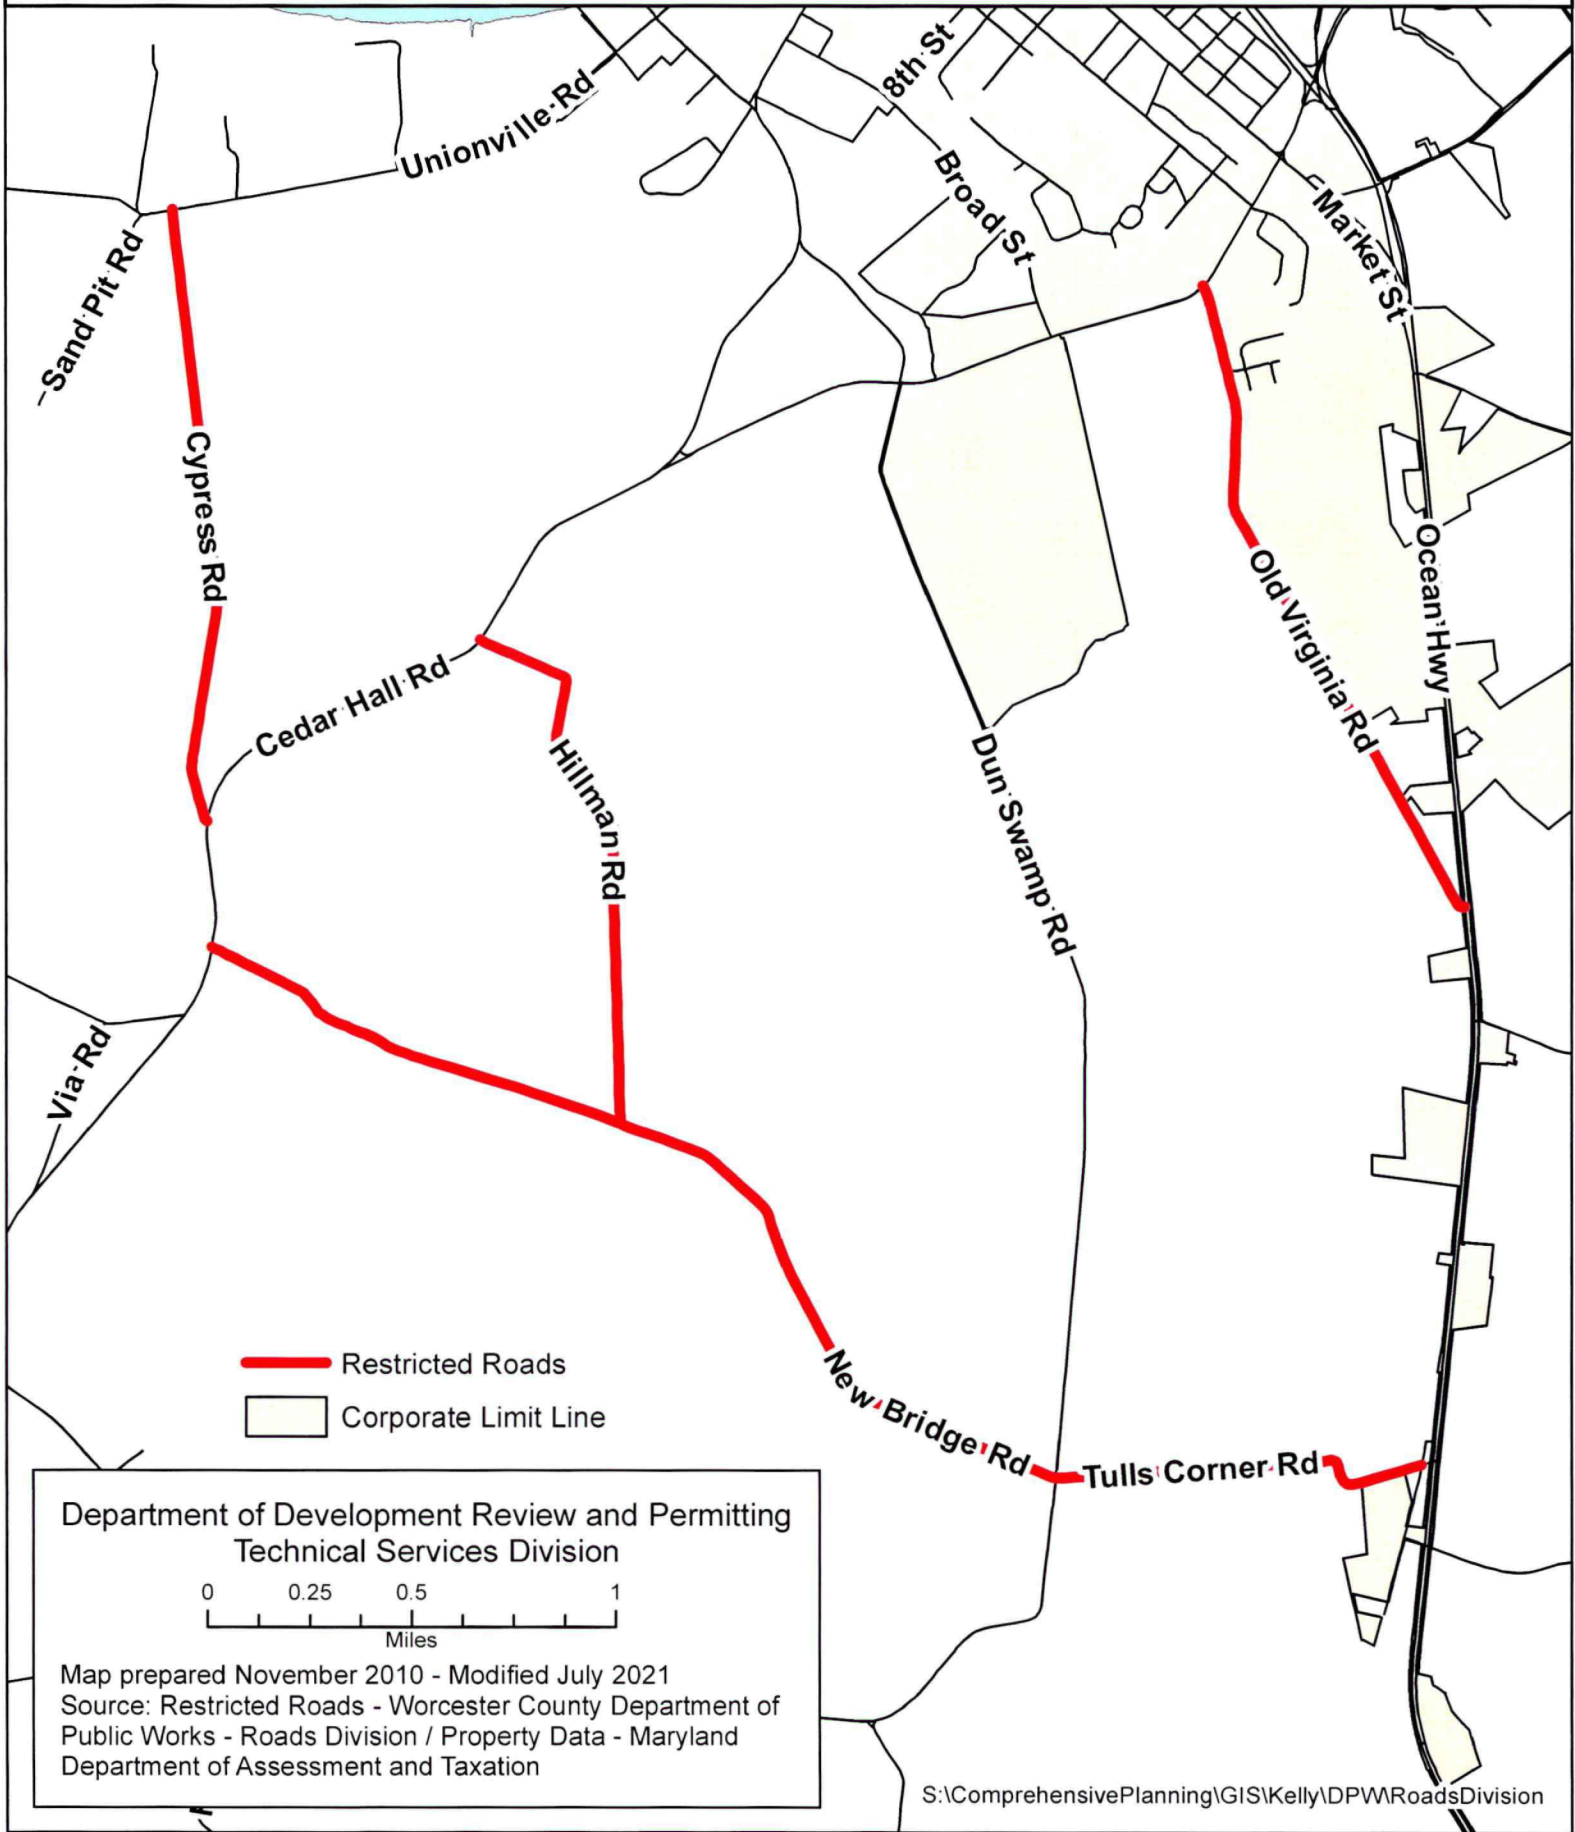 8th St
Unionville Rd
Broad St
Market St
Sand Pit Rd
Cypress Rd
Ocean Hwy
Old Virginia Rd
Cedar Hall Rd
Hillman Rd
Dun Swamp Rd
Via Rd
New Bridge Rd
Tulls Corner Rd
Restricted Roads
Corporate Limit Line
Department of Development Review and Permitting
Technical Services Division
0 0.25 0.5 1
Miles
Map prepared November 2010 - Modified July 2021
Source: Restricted Roads - Worcester County Department of
Public Works - Roads Division / Property Data - Maryland
Department of Assessment and Taxation
S:\ComprehensivePlanning\GIS\Kelly\DPW\RoadsDivision